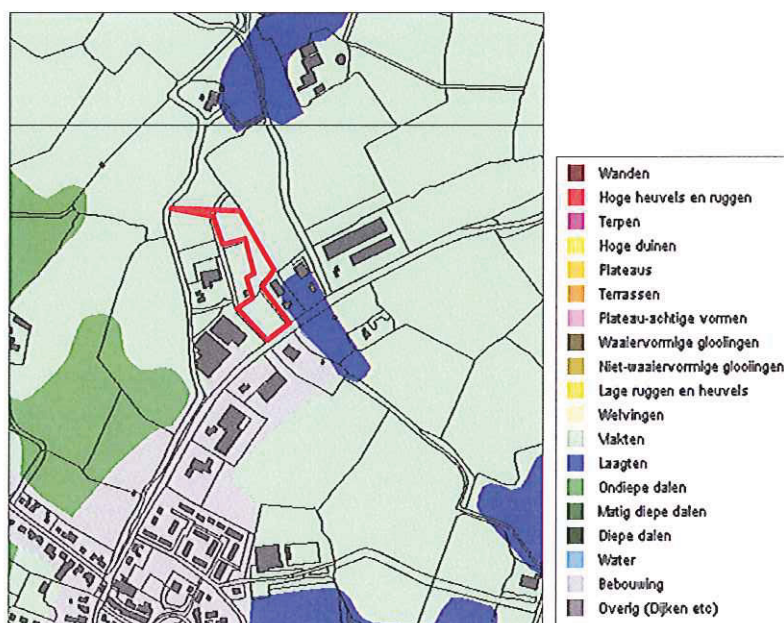 Wanden
Hoge heuvels en ruggen
Terpen
Hoge duinen
Plateaus
Terrassen
Plateau-achtige vormen
Waaiervormige glooiingen
Niet-waaiervormige glooiingen
Lage ruggen en heuvels
Welvingen
Vlakten
Laagten
Ondiepe dalen
Matig diepe dalen
Diepe dalen
Water
Bebouwing
Overig (Dijken etc)